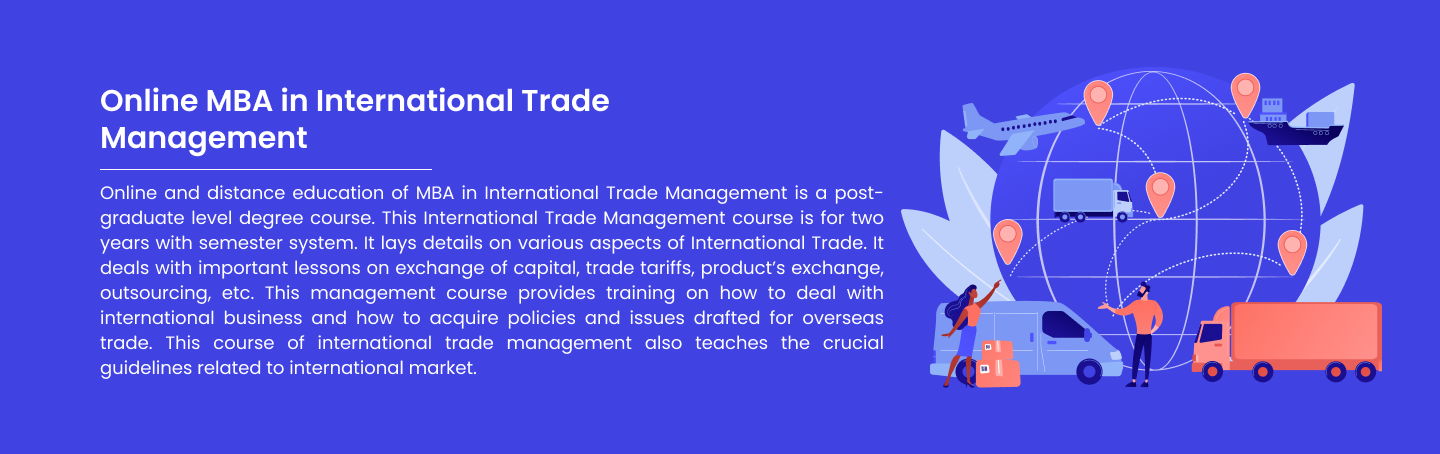 Online MBA in International Trade
Management
Online and distance education of MBA in International Trade Management is a post-
graduate level degree course. This International Trade Management course is for two
years with semester system. It lays details on various aspects of International Trade. It
deals with important lessons on exchange of capital, trade tariffs, product’s exchange,
outsourcing, etc. This management course provides training on how to deal with
international business and how to acquire policies and issues drafted for overseas
trade. This course of international trade management also teaches the crucial
guidelines related to international market.